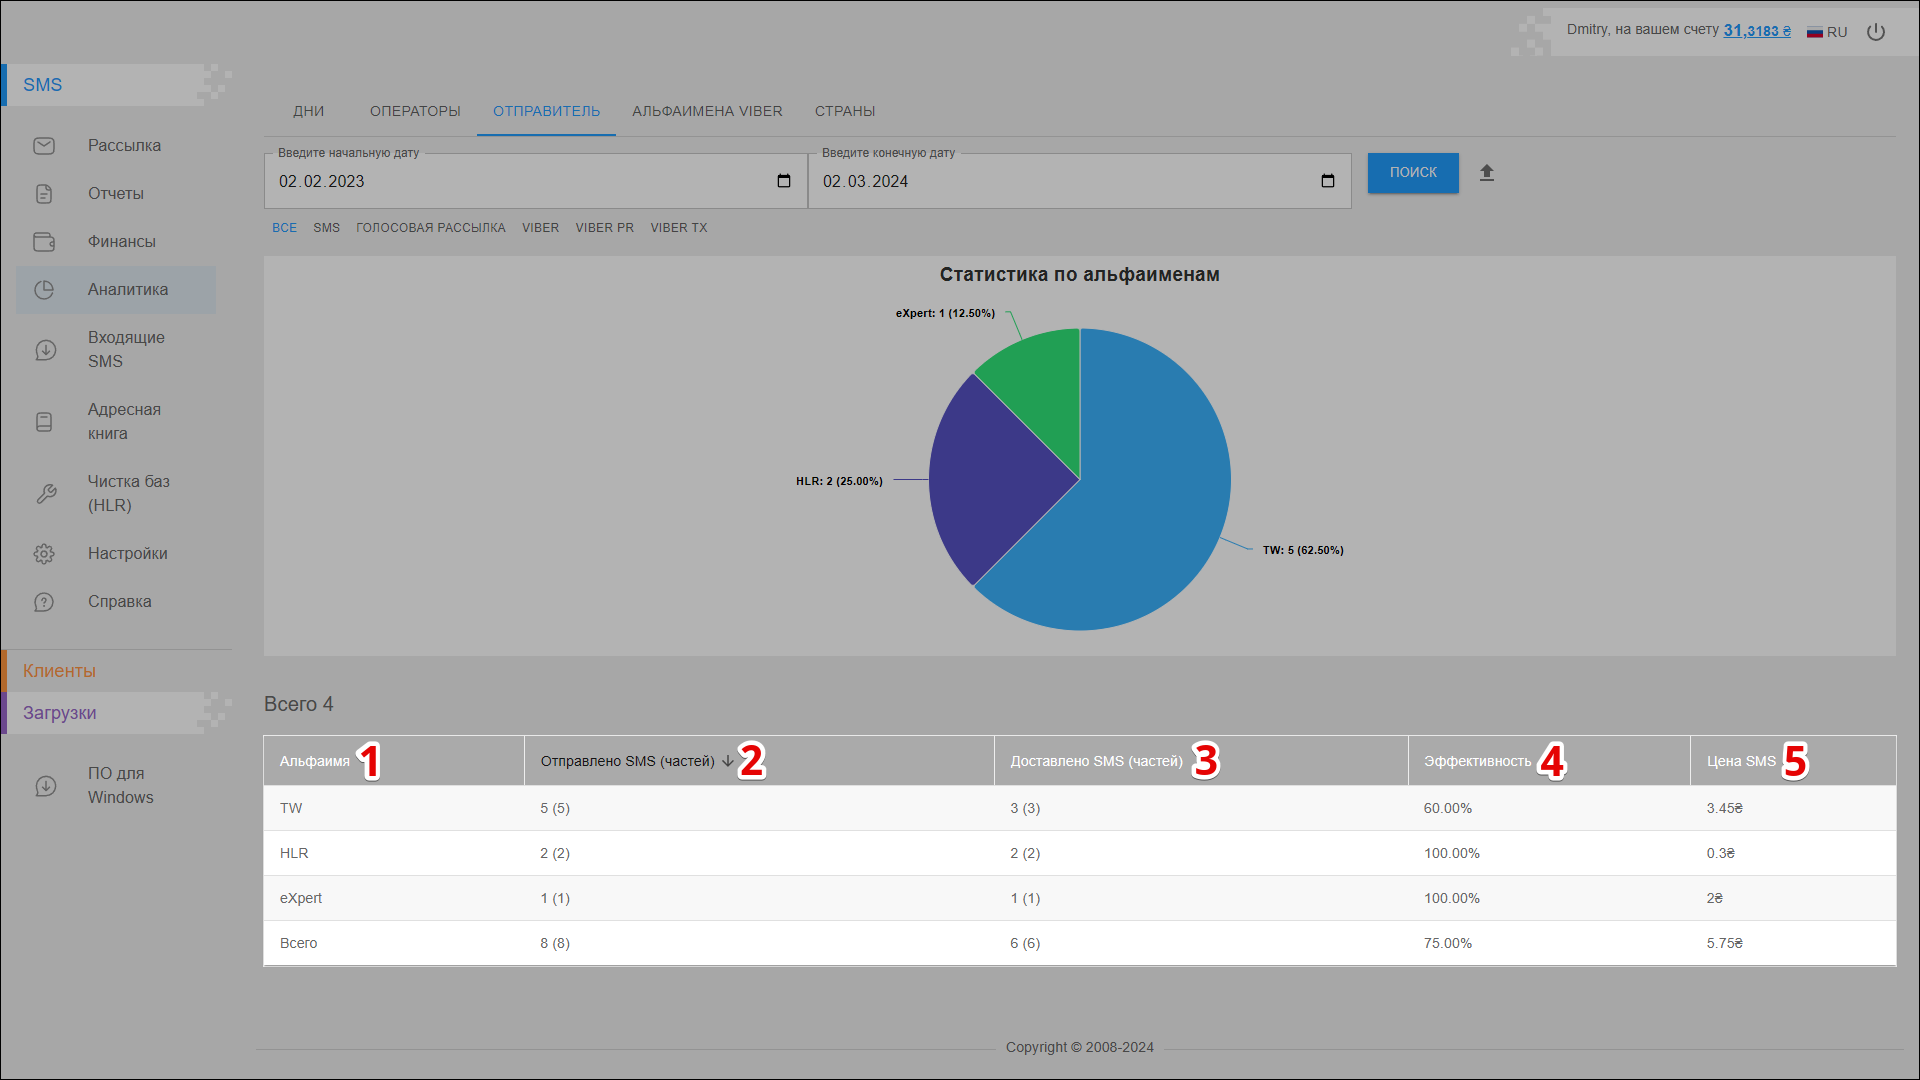 Dmitry, на вашем счету 31,3183 ₴ RU
SMS
Рассылка
Отчеты
Финансы
Аналитика
Входящие
SMS
Адресная
книга
Чистка баз
(HLR)
Настройки
Справка
Клиенты
Загрузки
ПО для
Windows
ДНИ ОПЕРАТОРЫ ОТПРАВИТЕЛЬ АЛЬФАИМЕНА VIBER СТРАНЫ
Введите начальную дату Введите конечную дату
02.02.2023 02.03.2024 ПОИСК
ВСЕ SMS ГОЛОСОВАЯ РАССЫЛКА VIBER VIBER PR VIBER TX
Статистика по альфаименам
eXpert: 1 (12.50%)
HLR: 2 (25.00%)
TW: 5 (62.50%)
Всего 4
Альфаимя 1 Отправлено SMS (частей) 2 Доставлено SMS (частей) 3 Эффективность 4 Цена SMS 5
TW 5 (5) 3 (3) 60.00% 3.45₴
HLR 2 (2) 2 (2) 100.00% 0.3₴
eXpert 1 (1) 1 (1) 100.00% 2₴
Всего 8 (8) 6 (6) 75.00% 5.75₴
Copyright © 2008-2024